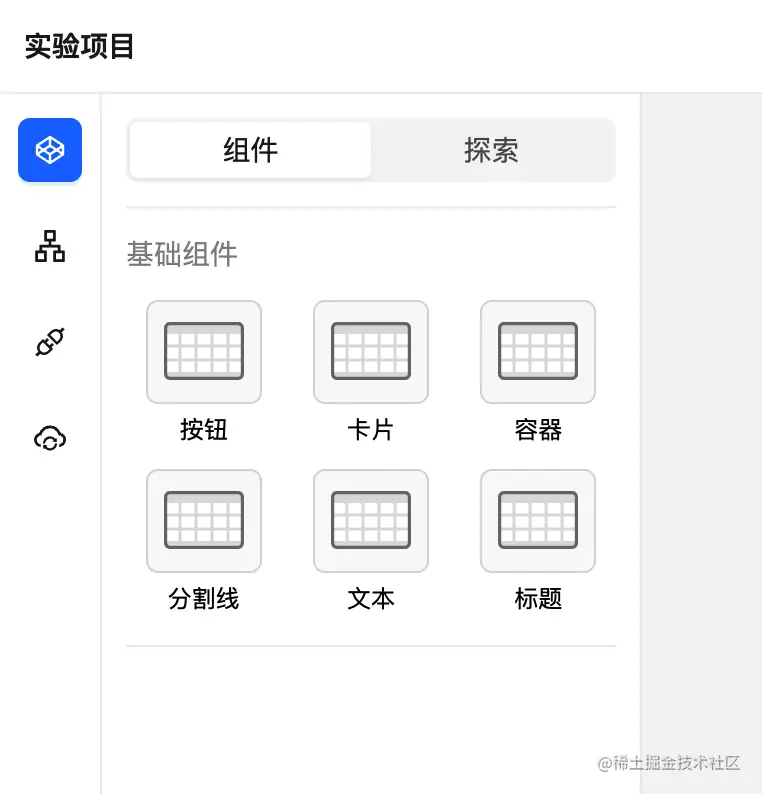 实验项目
组件 探索
基础组件
按钮 卡片 容器
分割线 文本 标题
@稀土掘金技术社区